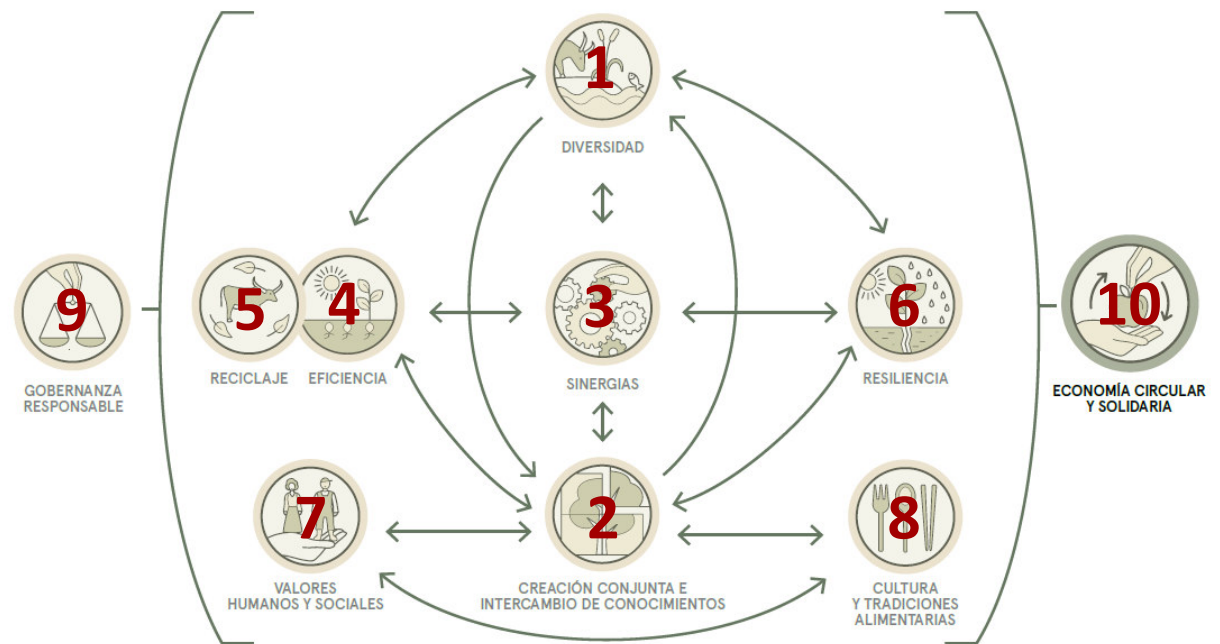 1
DIVERSIDAD
9
GOBERNANZA
RESPONSABLE
5
RECICLAJE
4
EFICIENCIA
3
SINERGIAS
6
RESILIENCIA
10
ECONOMÍA CIRCULAR
Y SOLIDARIA
7
VALORES
HUMANOS Y SOCIALES
2
CREACIÓN CONJUNTA E
INTERCAMBIO DE CONOCIMIENTOS
8
CULTURA
Y TRADICIONES
ALIMENTARIAS